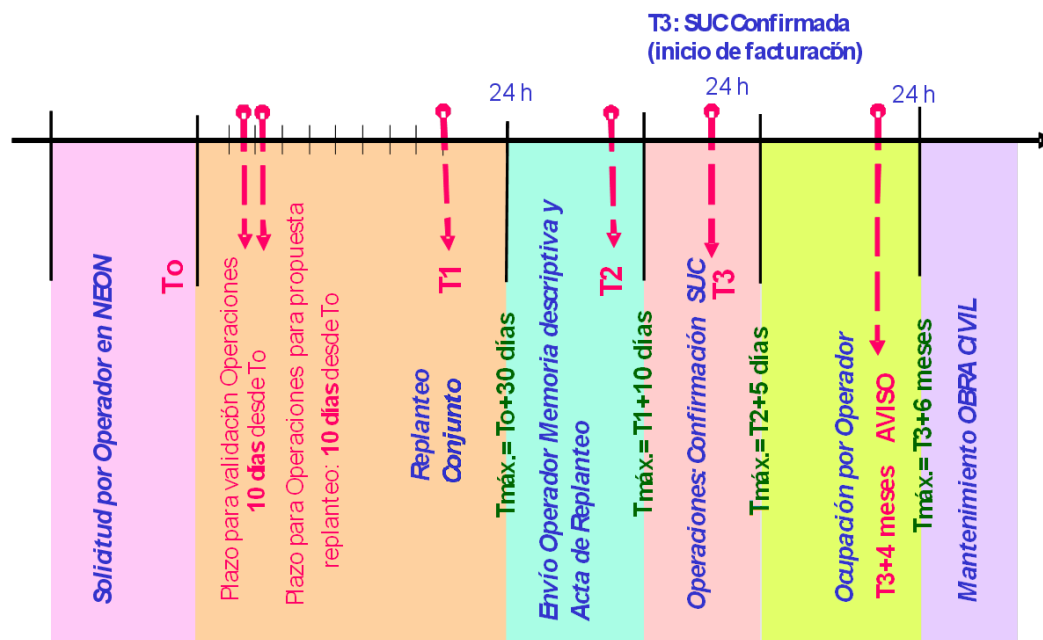 T3: SUC Confirmada
(inicio de facturación)
24 h
24 h
24 h
Solicitud por Operador en NEON
To
Plazo para validación Operaciones
10 días desde To
Plazo para Operaciones para propuesta
replanteo: 10 días desde To
Replanteo
Conjunto
T1
Tmáx.= To+30 días
Envío Operador Memoria descriptiva y
Acta de Replanteo
T2
Tmáx.= T1+10 días
Operaciones: Confirmación SUC
T3
Tmáx.= T2+5 días
Ocupación por Operador
T3+4 meses AVISO
Tmáx.= T3+6 meses
Mantenimiento OBRA CIVIL